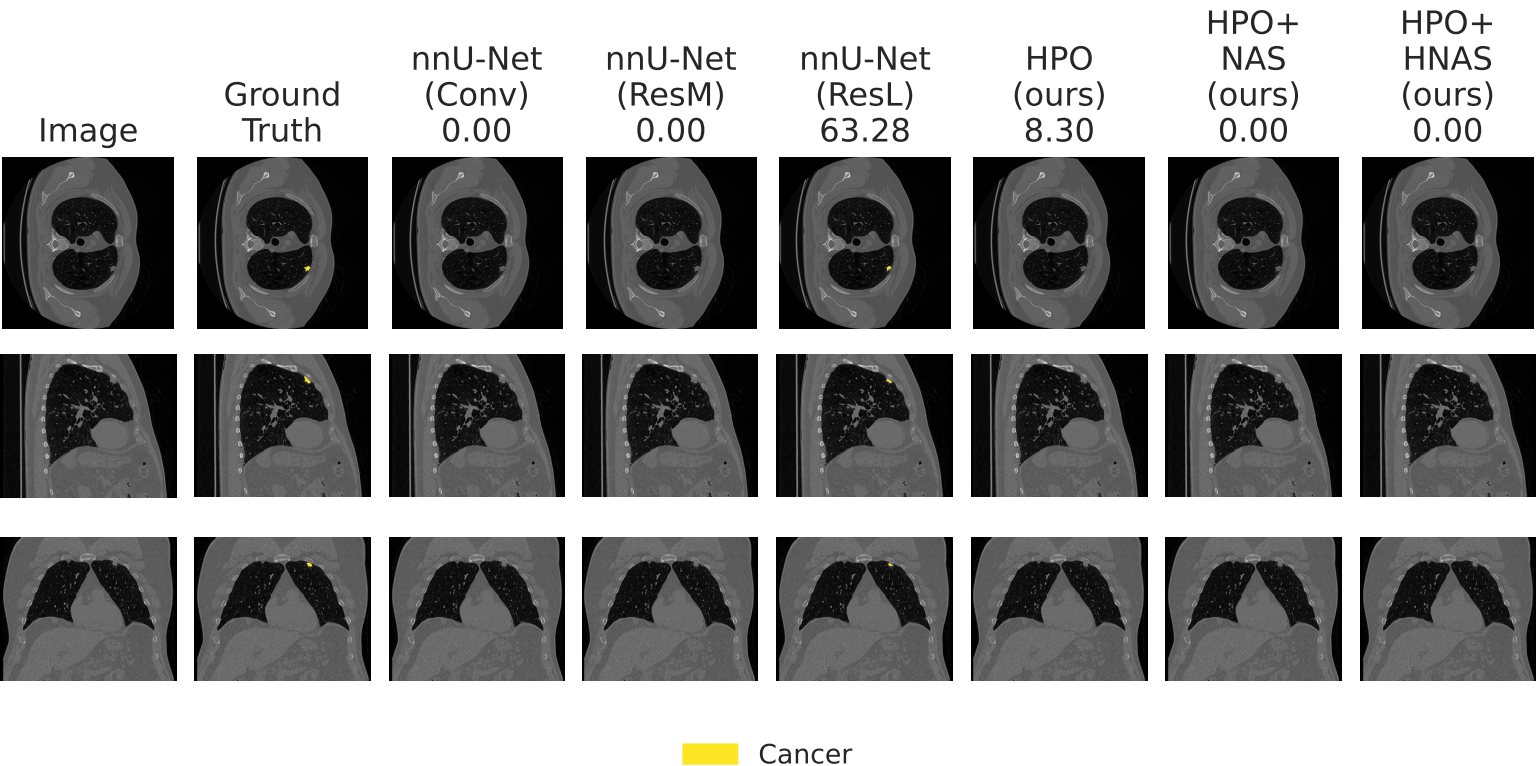 Image
Ground
Truth
nnU-Net
(Conv)
0.00
nnU-Net
(ResM)
0.00
nnU-Net
(ResL)
63.28
HPO
(ours)
8.30
HPO+
NAS
(ours)
0.00
HPO+
HNAS
(ours)
0.00
Cancer